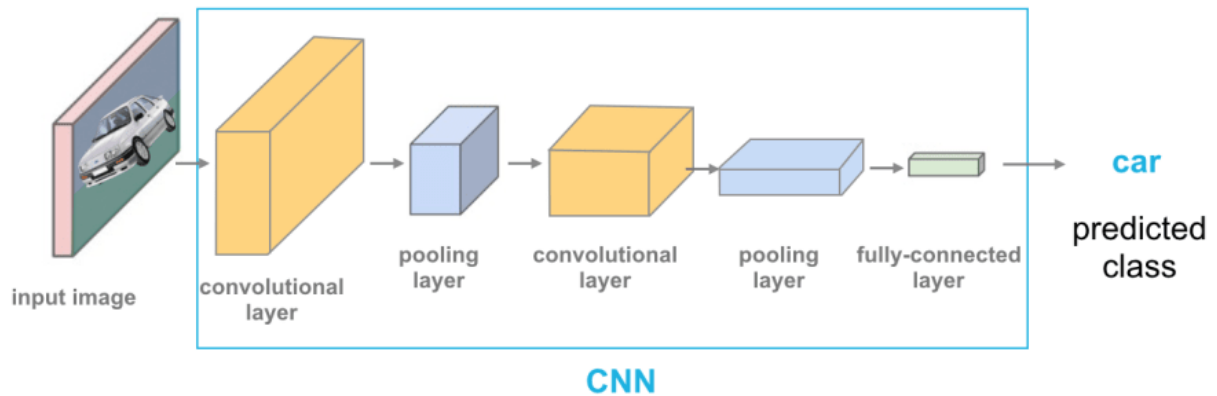 input image
convolutional
layer
pooling
layer
convolutional
layer
pooling
layer
fully-connected
layer
car
predicted
class
CNN